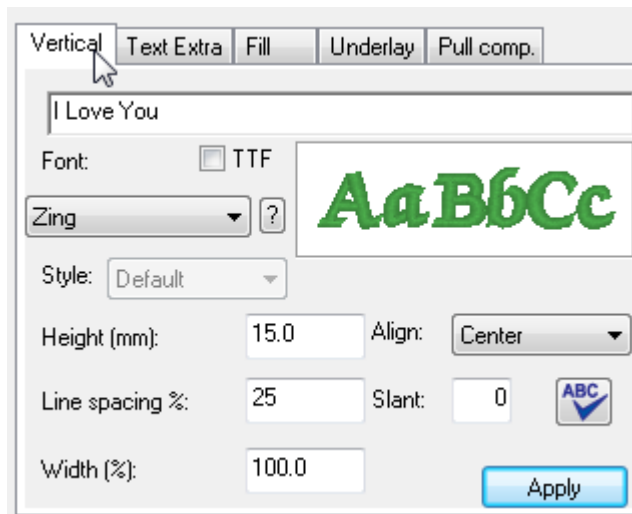 Vertical Text Extra Fill Underlay Pull comp.
I Love You
Font: TTF
Zing ? AaBbCc
Style: Default
Height (mm): 15.0 Align: Center
Line spacing %: 25 Slant: 0 ABC
Width (%): 100.0 Apply